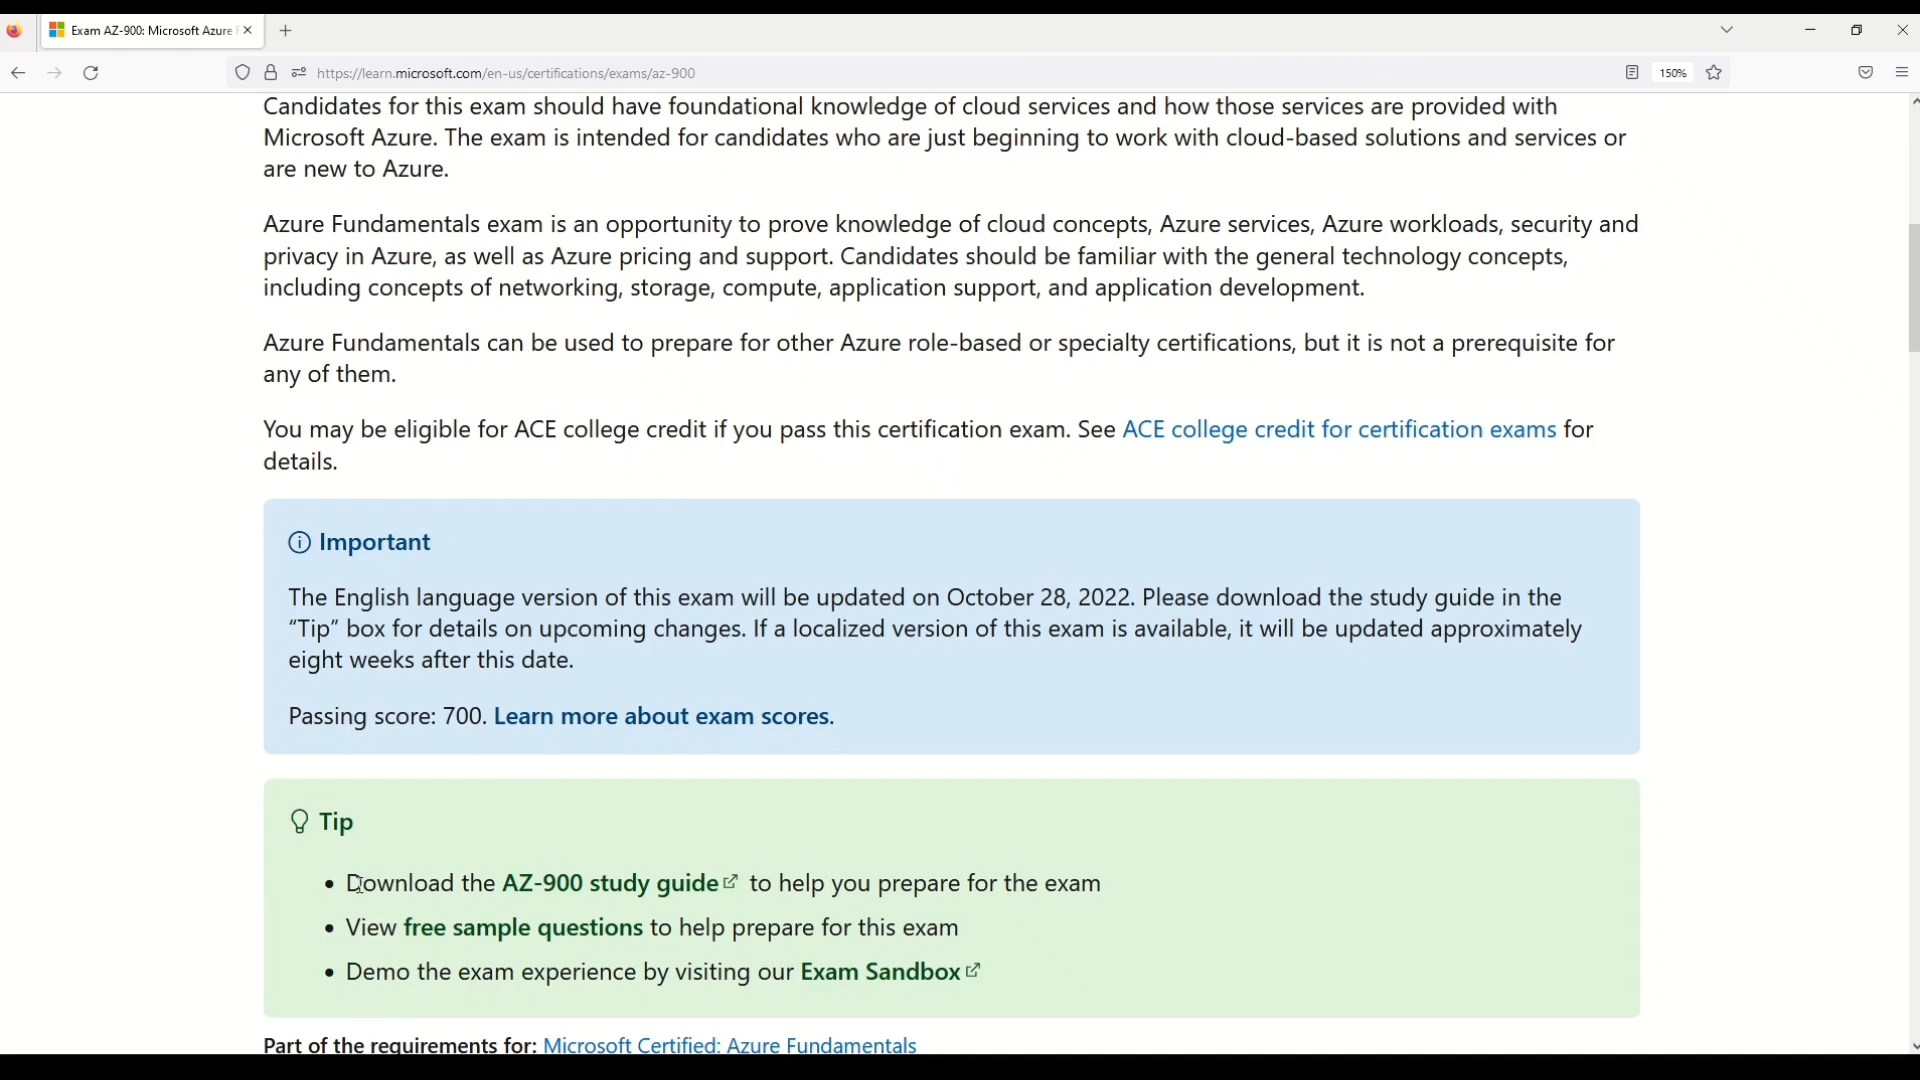 Exam AZ-900: Microsoft Azure
https://learn.microsoft.com/en-us/certifications/exams/az-900
150%
Candidates for this exam should have foundational knowledge of cloud services and how those services are provided with
Microsoft Azure. The exam is intended for candidates who are just beginning to work with cloud-based solutions and services or
are new to Azure.
Azure Fundamentals exam is an opportunity to prove knowledge of cloud concepts, Azure services, Azure workloads, security and
privacy in Azure, as well as Azure pricing and support. Candidates should be familiar with the general technology concepts,
including concepts of networking, storage, compute, application support, and application development.
Azure Fundamentals can be used to prepare for other Azure role-based or specialty certifications, but it is not a prerequisite for
any of them.
You may be eligible for ACE college credit if you pass this certification exam. See ACE college credit for certification exams for
details.
Important
The English language version of this exam will be updated on October 28, 2022. Please download the study guide in the
“Tip” box for details on upcoming changes. If a localized version of this exam is available, it will be updated approximately
eight weeks after this date.
Passing score: 700. Learn more about exam scores.
Tip
• Download the AZ-900 study guide to help you prepare for the exam
• View free sample questions to help prepare for this exam
• Demo the exam experience by visiting our Exam Sandbox
Part of the requirements for: Microsoft Certified: Azure Fundamentals